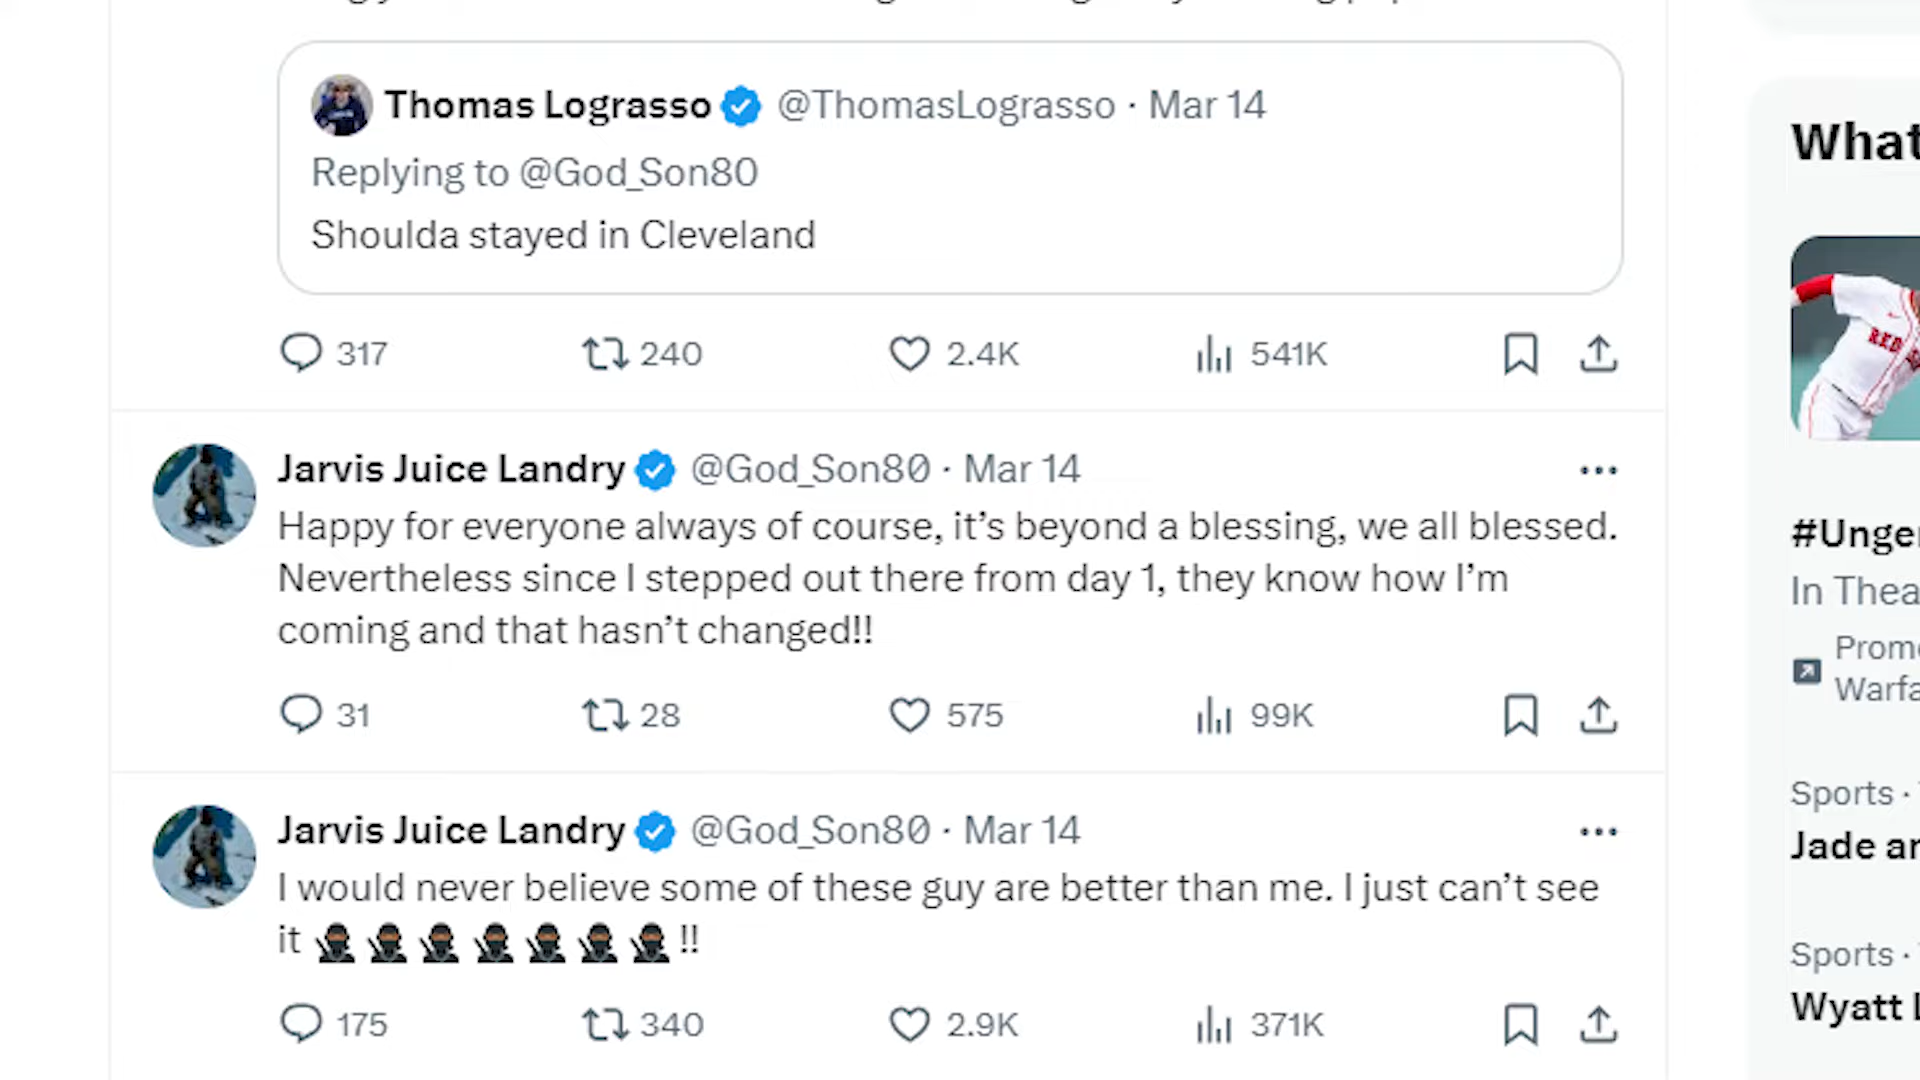 Thomas Lograsso @ThomasLograsso · Mar 14
Replying to @God_Son80
Shoulda stayed in Cleveland
317 240 2.4K 541K
Jarvis Juice Landry @God_Son80 · Mar 14
Happy for everyone always of course, it’s beyond a blessing, we all blessed.
Nevertheless since I stepped out there from day 1, they know how I’m
coming and that hasn’t changed!!
31 28 575 99K
Jarvis Juice Landry @God_Son80 · Mar 14
I would never believe some of these guy are better than me. I just can’t see
it 🥷🏾🥷🏾🥷🏾🥷🏾🥷🏾🥷🏾🥷🏾 !!
175 340 2.9K 371K
What
RED
#Unge
In Thea
Prom
Warfa
Sports ·
Jade a
Sports ·
Wyatt